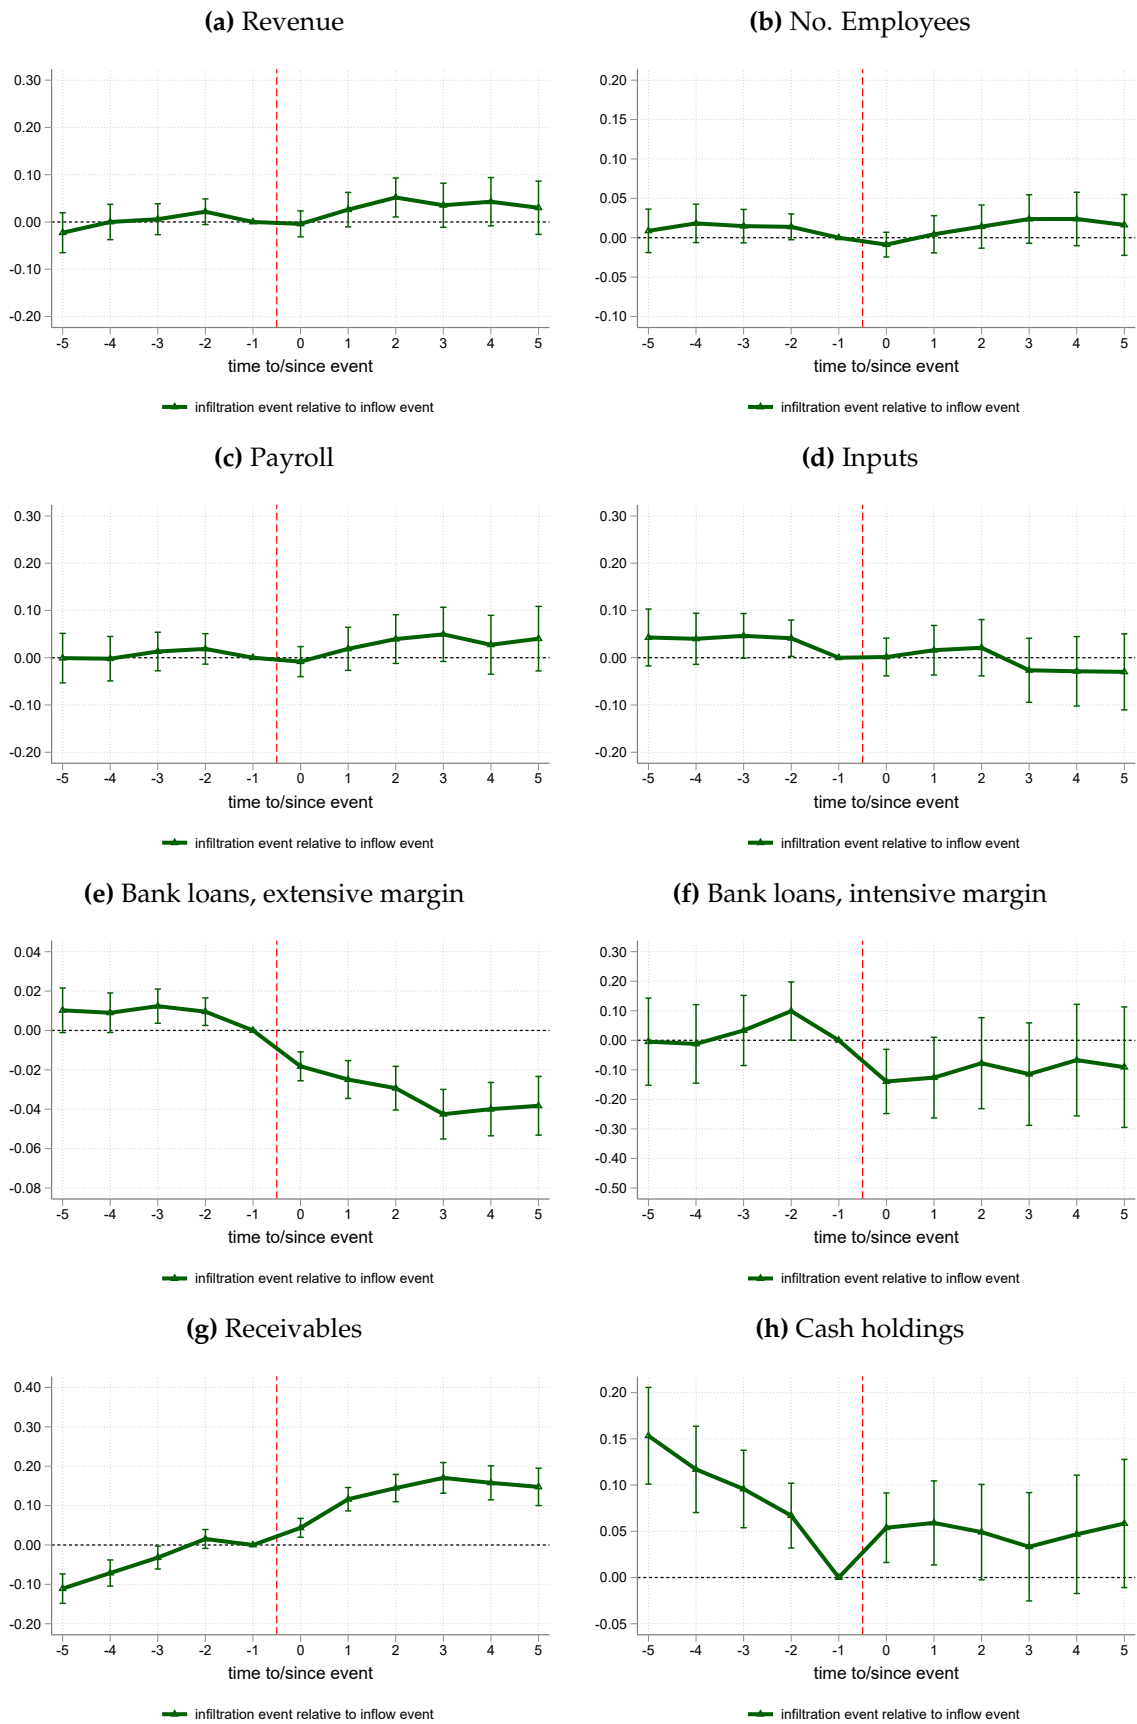 (a) Revenue
0.30
0.20
0.10
0.00
-0.10
-0.20
-5 -4 -3 -2 -1 0 1 2 3 4 5
time to/since event
infiltration event relative to inflow event
(b) No. Employees
0.20
0.15
0.10
0.05
0.00
-0.05
-0.10
-5 -4 -3 -2 -1 0 1 2 3 4 5
time to/since event
infiltration event relative to inflow event
(c) Payroll
0.30
0.20
0.10
0.00
-0.10
-0.20
-5 -4 -3 -2 -1 0 1 2 3 4 5
time to/since event
infiltration event relative to inflow event
(d) Inputs
0.30
0.20
0.10
0.00
-0.10
-0.20
-5 -4 -3 -2 -1 0 1 2 3 4 5
time to/since event
infiltration event relative to inflow event
(e) Bank loans, extensive margin
0.04
0.02
0.00
-0.02
-0.04
-0.06
-0.08
-5 -4 -3 -2 -1 0 1 2 3 4 5
time to/since event
infiltration event relative to inflow event
(f) Bank loans, intensive margin
0.30
0.20
0.10
0.00
-0.10
-0.20
-0.30
-0.40
-0.50
-5 -4 -3 -2 -1 0 1 2 3 4 5
time to/since event
infiltration event relative to inflow event
(g) Receivables
0.40
0.30
0.20
0.10
0.00
-0.10
-0.20
-5 -4 -3 -2 -1 0 1 2 3 4 5
time to/since event
infiltration event relative to inflow event
(h) Cash holdings
0.20
0.15
0.10
0.05
0.00
-0.05
-5 -4 -3 -2 -1 0 1 2 3 4 5
time to/since event
infiltration event relative to inflow event